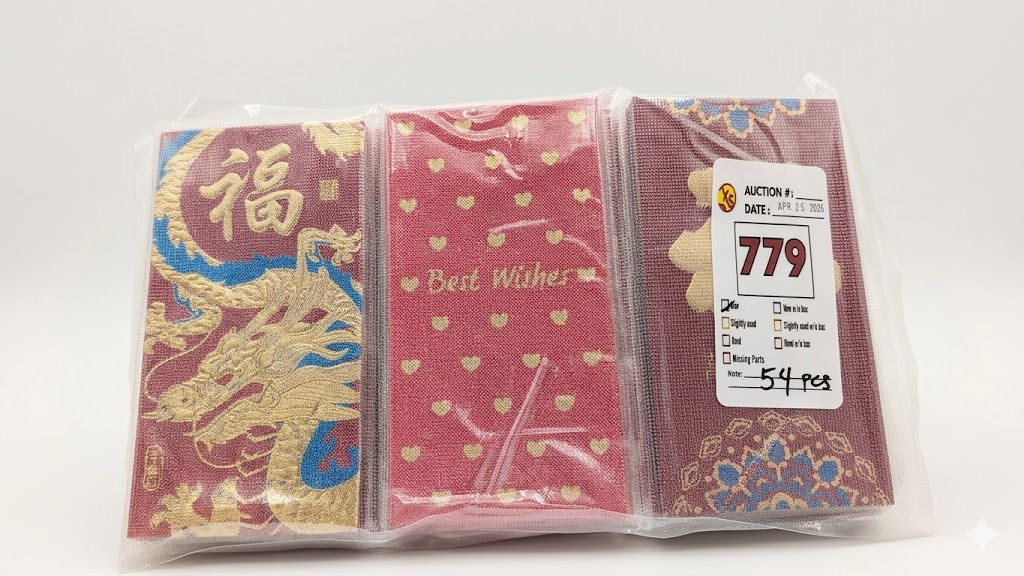 福
Best Wishes
XS
AUCTION #:
DATE: APR 25 2026
779
New
New w/o box
Slightly used
Slightly used w/o box
Used
Used w/o box
Missing Parts
Note: 54 pcs